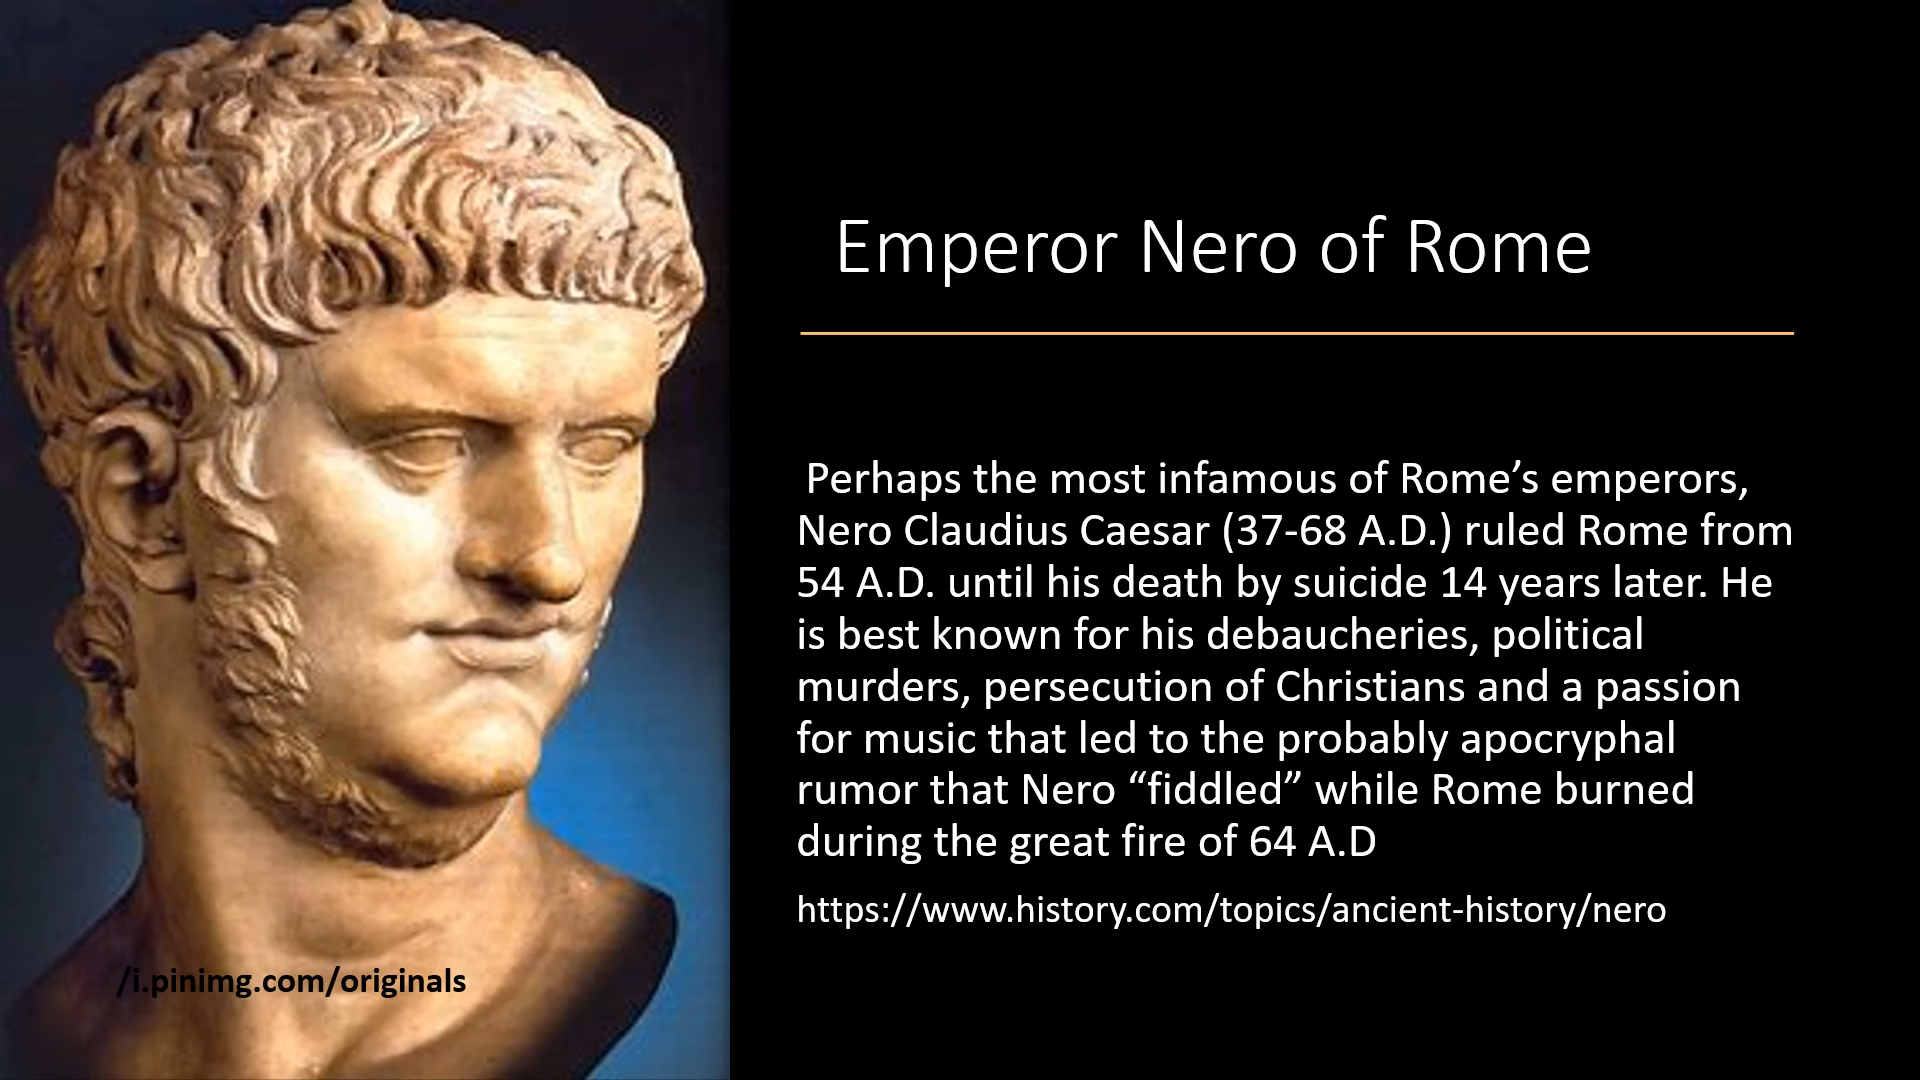 Emperor Nero of Rome
Perhaps the most infamous of Rome’s emperors,
Nero Claudius Caesar (37-68 A.D.) ruled Rome from
54 A.D. until his death by suicide 14 years later. He
is best known for his debaucheries, political
murders, persecution of Christians and a passion
for music that led to the probably apocryphal
rumor that Nero “fiddled” while Rome burned
during the great fire of 64 A.D
https://www.history.com/topics/ancient-history/nero
/i.pinimg.com/originals